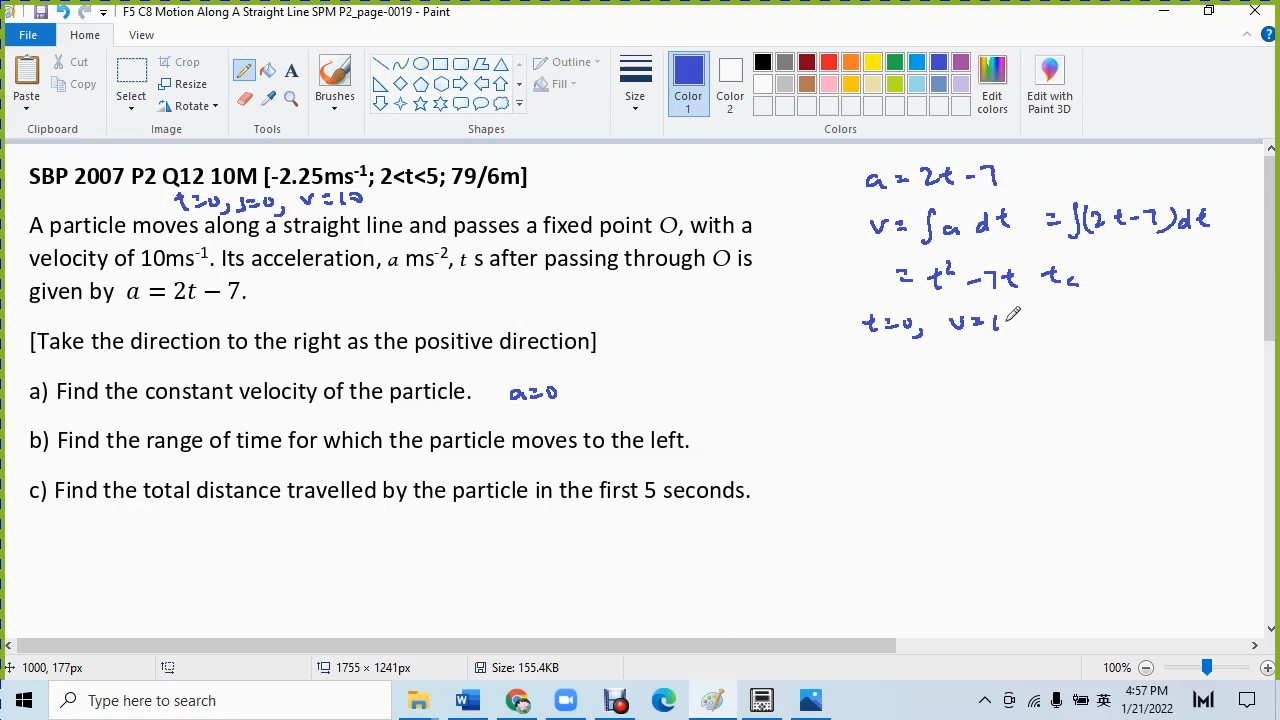 F5 C8 Motion Along A Straight Line SPM P2_page-0019 - Paint
File Home View
Paste Cut Copy Clipboard
Select Crop Resize Rotate Image
A Tools
Brushes
Outline Fill Shapes
Size
Color 1 Color 2 Edit colors Colors
Edit with Paint 3D
SBP 2007 P2 Q12 10M [-2.25ms⁻¹; 2<t<5; 79/6m]
t=0, s=0, v=10
A particle moves along a straight line and passes a fixed point O, with a
velocity of 10ms⁻¹. Its acceleration, a ms⁻², t s after passing through O is
given by a = 2t − 7.
[Take the direction to the right as the positive direction]
a) Find the constant velocity of the particle. a=0
b) Find the range of time for which the particle moves to the left.
c) Find the total distance travelled by the particle in the first 5 seconds.
a = 2t - 7
v = ∫ a dt = ∫(2t-7)dt
= t² - 7t + c
t=0, v=1
1000, 177px 1755 × 1241px Size: 155.4KB 100%
Type here to search 英 4:57 PM
1/21/2022